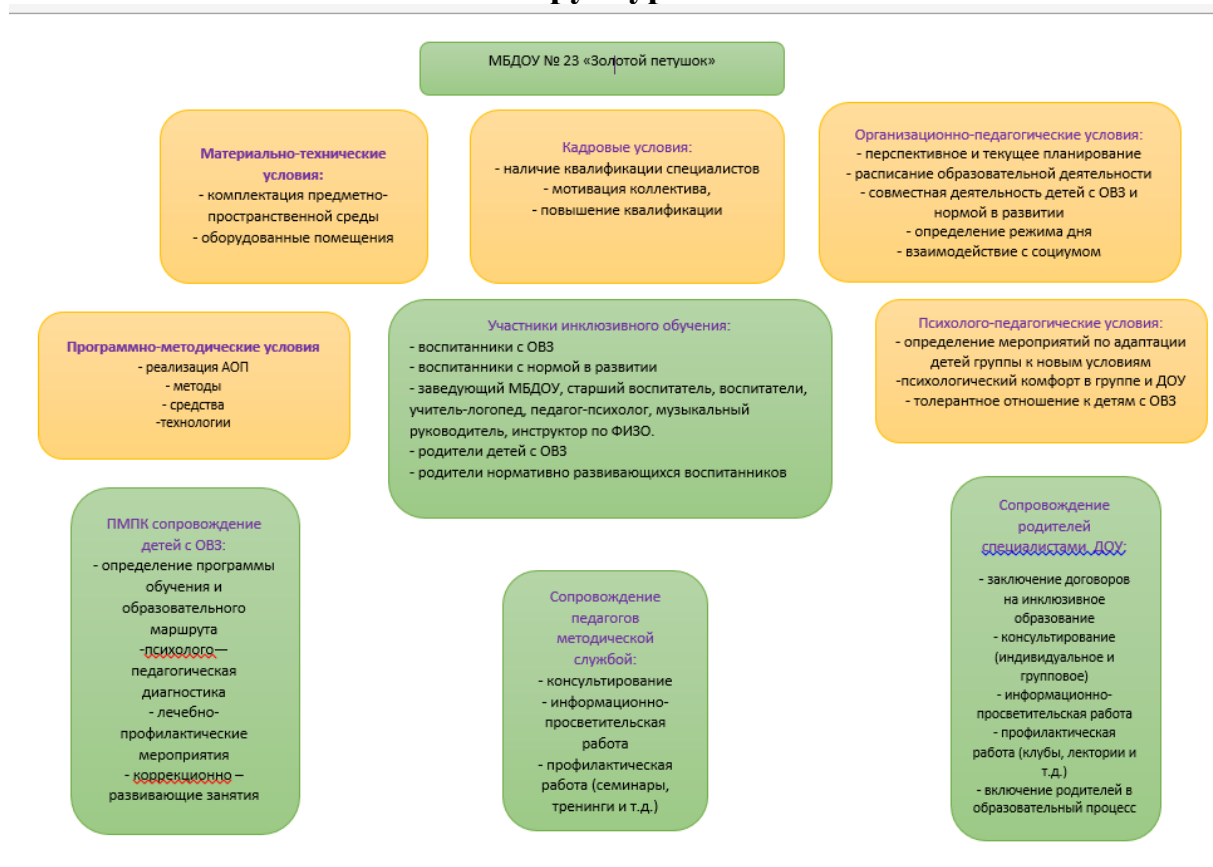 МБДОУ № 23 «Золотой петушок»
Материально-технические
условия:
- комплектация предметно-
пространственной среды
- оборудованные помещения
Кадровые условия:
- наличие квалификации специалистов
- мотивация коллектива,
- повышение квалификации
Организационно-педагогические условия:
- перспективное и текущее планирование
- расписание образовательной деятельности
- совместная деятельность детей с ОВЗ и
нормой в развитии
- определение режима дня
- взаимодействие с социумом
Программно-методические условия
- реализация АОП
- методы
- средства
-технологии
Участники инклюзивного обучения:
- воспитанники с ОВЗ
- воспитанники с нормой в развитии
- заведующий МБДОУ, старший воспитатель, воспитатели,
учитель-логопед, педагог-психолог, музыкальный
руководитель, инструктор по ФИЗО.
- родители детей с ОВЗ
- родители нормативно развивающихся воспитанников
Психолого-педагогические условия:
- определение мероприятий по адаптации
детей группы к новым условиям
-психологический комфорт в группе и ДОУ
- толерантное отношение к детям с ОВЗ
ПМПК сопровождение
детей с ОВЗ:
- определение программы
обучения и
образовательного
маршрута
-психолого—
педагогическая
диагностика
- лечебно-
профилактические
мероприятия
- коррекционно –
развивающие занятия
Сопровождение
педагогов
методической
службой:
- консультирование
- информационно-
просветительская
работа
- профилактическая
работа (семинары,
тренинги и т.д.)
Сопровождение
родителей
специалистами ДОУ:
- заключение договоров
на инклюзивное
образование
- консультирование
(индивидуальное и
групповое)
- информационно-
просветительская работа
- профилактическая
работа (клубы, лектории и
т.д.)
- включение родителей в
образовательный процесс